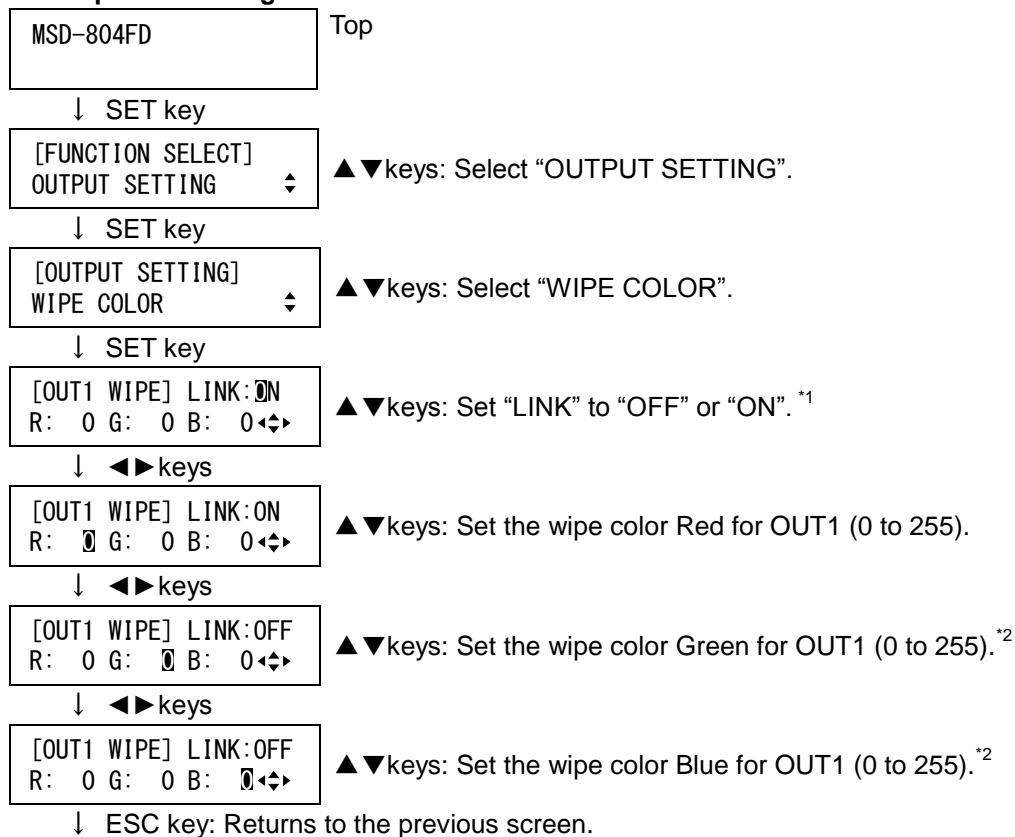 MSD-804FD
Top
↓ SET key
[FUNCTION SELECT]
OUTPUT SETTING
▲▼keys: Select “OUTPUT SETTING”.
↓ SET key
[OUTPUT SETTING]
WIPE COLOR
▲▼keys: Select “WIPE COLOR”.
↓ SET key
[OUT1 WIPE] LINK:ON
R: 0 G: 0 B: 0
▲▼keys: Set “LINK” to “OFF” or “ON”. *1
↓ ◄►keys
[OUT1 WIPE] LINK:ON
R: 0 G: 0 B: 0
▲▼keys: Set the wipe color Red for OUT1 (0 to 255).
↓ ◄►keys
[OUT1 WIPE] LINK:OFF
R: 0 G: 0 B: 0
▲▼keys: Set the wipe color Green for OUT1 (0 to 255).*2
↓ ◄►keys
[OUT1 WIPE] LINK:OFF
R: 0 G: 0 B: 0
▲▼keys: Set the wipe color Blue for OUT1 (0 to 255).*2
↓ ESC key: Returns to the previous screen.